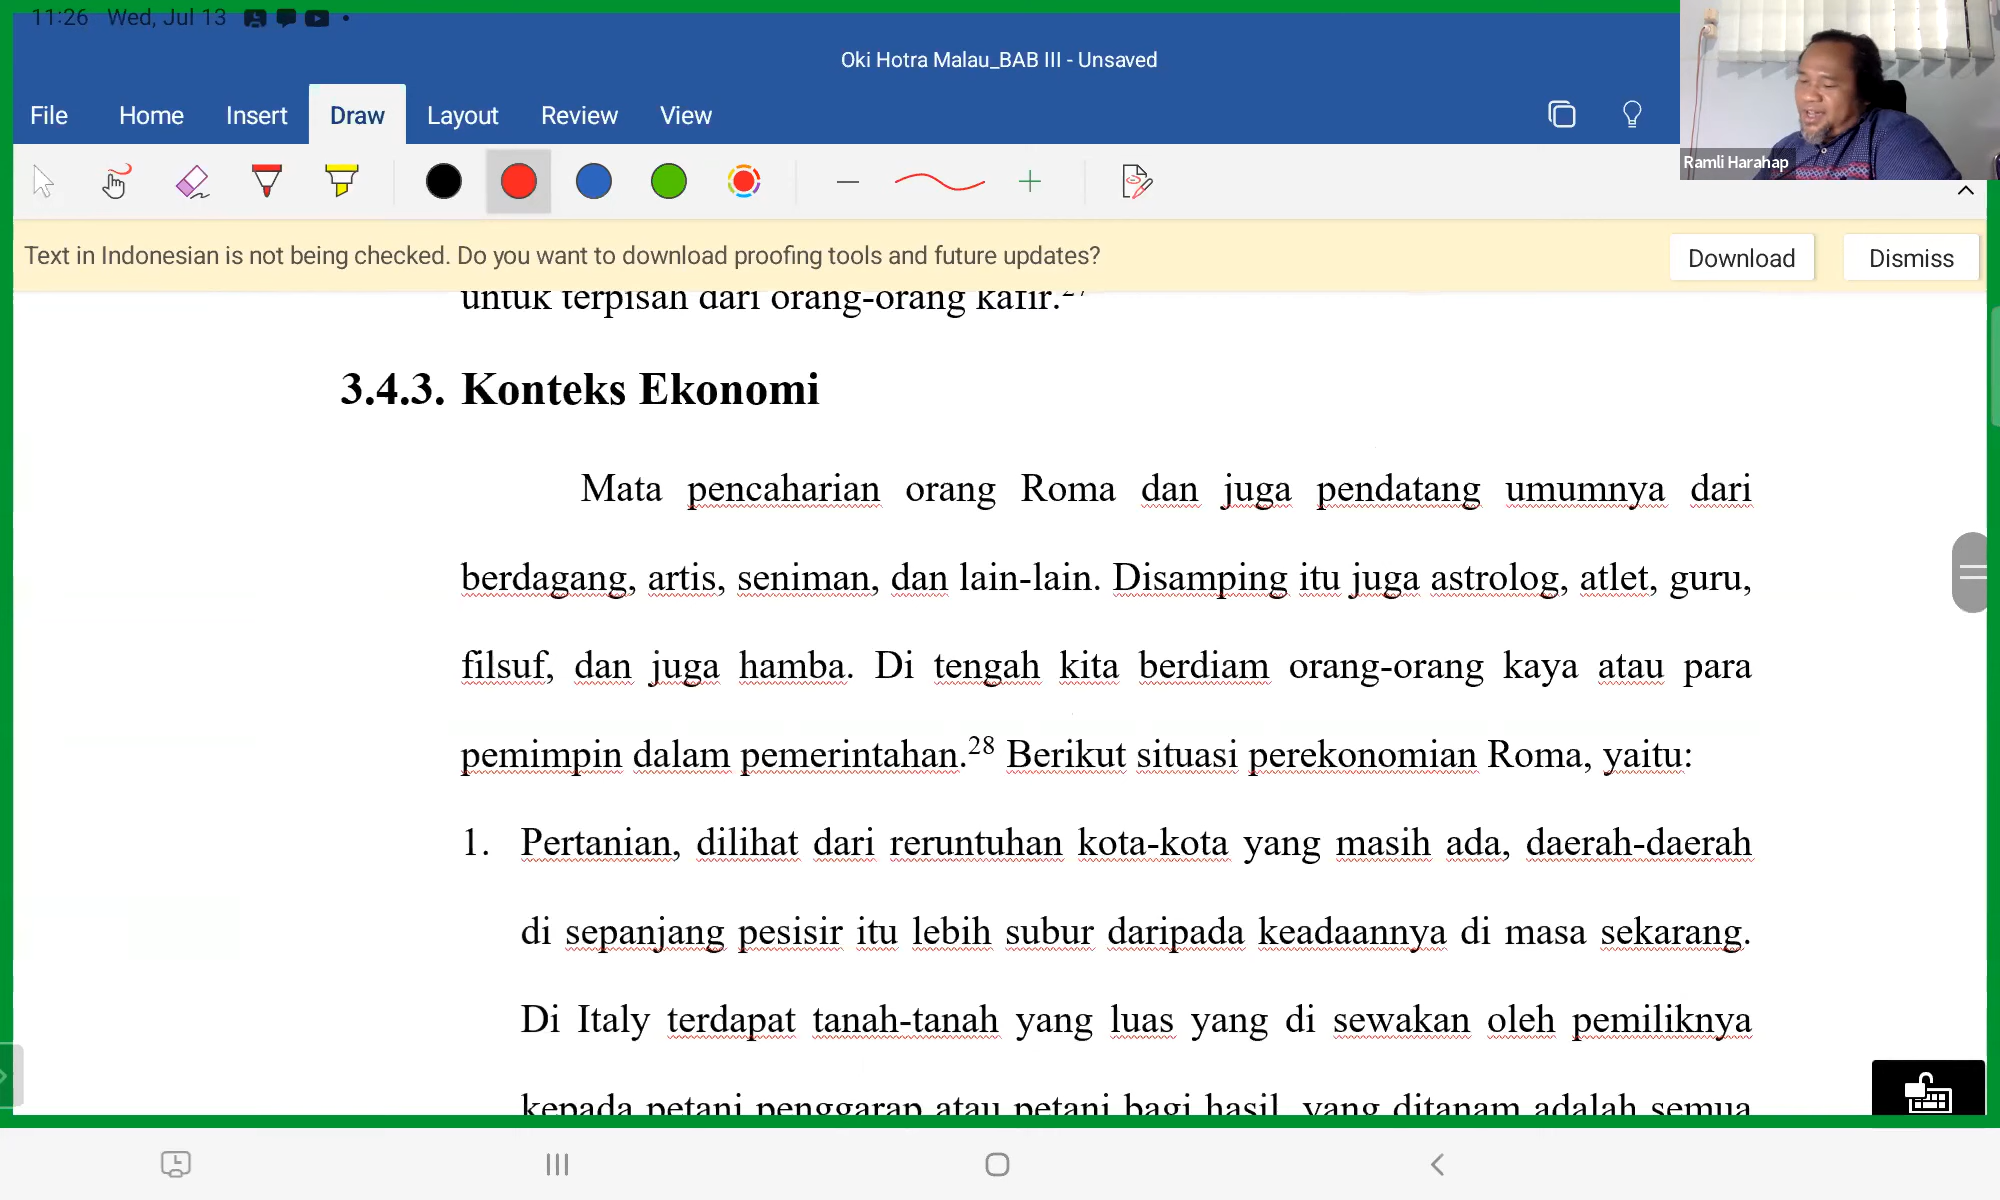 11:26 Wed, Jul 13
Oki Hotra Malau_BAB III - Unsaved
File Home Insert Draw Layout Review View
Ramli Harahap
Text in Indonesian is not being checked. Do you want to download proofing tools and future updates? Download Dismiss
untuk terpisah dari orang-orang kafir.27
3.4.3. Konteks Ekonomi
Mata pencaharian orang Roma dan juga pendatang umumnya dari
berdagang, artis, seniman, dan lain-lain. Disamping itu juga astrolog, atlet, guru,
filsuf, dan juga hamba. Di tengah kita berdiam orang-orang kaya atau para
pemimpin dalam pemerintahan.28 Berikut situasi perekonomian Roma, yaitu:
1. Pertanian, dilihat dari reruntuhan kota-kota yang masih ada, daerah-daerah
di sepanjang pesisir itu lebih subur daripada keadaannya di masa sekarang.
Di Italy terdapat tanah-tanah yang luas yang di sewakan oleh pemiliknya
kepada petani penggarap atau petani bagi hasil, yang ditanam adalah semua